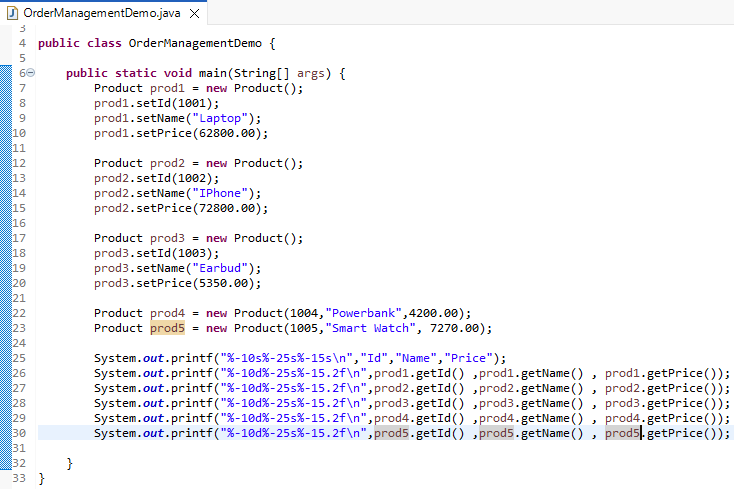 OrderManagementDemo.java
3
4 public class OrderManagementDemo {
5
6 public static void main(String[] args) {
7 Product prod1 = new Product();
8 prod1.setId(1001);
9 prod1.setName("Laptop");
10 prod1.setPrice(62800.00);
11
12 Product prod2 = new Product();
13 prod2.setId(1002);
14 prod2.setName("IPhone");
15 prod2.setPrice(72800.00);
16
17 Product prod3 = new Product();
18 prod3.setId(1003);
19 prod3.setName("Earbud");
20 prod3.setPrice(5350.00);
21
22 Product prod4 = new Product(1004,"Powerbank",4200.00);
23 Product prod5 = new Product(1005,"Smart Watch", 7270.00);
24
25 System.out.printf("%-10s%-25s%-15s\n","Id","Name","Price");
26 System.out.printf("%-10d%-25s%-15.2f\n",prod1.getId() ,prod1.getName() , prod1.getPrice());
27 System.out.printf("%-10d%-25s%-15.2f\n",prod2.getId() ,prod2.getName() , prod2.getPrice());
28 System.out.printf("%-10d%-25s%-15.2f\n",prod3.getId() ,prod3.getName() , prod3.getPrice());
29 System.out.printf("%-10d%-25s%-15.2f\n",prod4.getId() ,prod4.getName() , prod4.getPrice());
30 System.out.printf("%-10d%-25s%-15.2f\n",prod5.getId() ,prod5.getName() , prod5.getPrice());
31
32 }
33 }